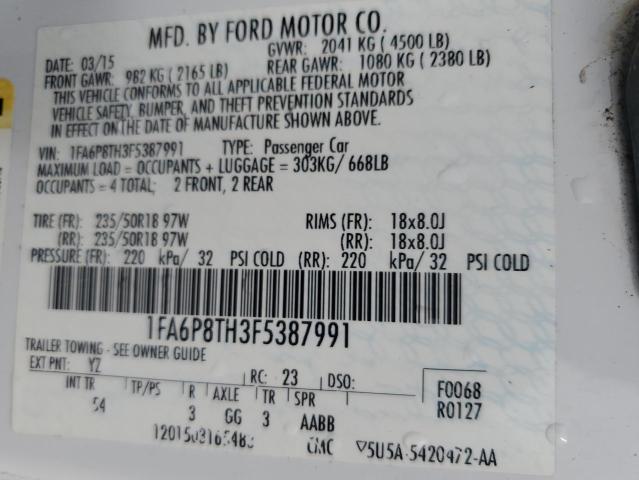 MFD. BY FORD MOTOR CO.
DATE: 03/15 GVWR: 2041 KG ( 4500 LB)
FRONT GAWR: 982 KG ( 2165 LB) REAR GAWR: 1080 KG ( 2380 LB)
THIS VEHICLE CONFORMS TO ALL APPLICABLE FEDERAL MOTOR
VEHICLE SAFETY, BUMPER, AND THEFT PREVENTION STANDARDS
IN EFFECT ON THE DATE OF MANUFACTURE SHOWN ABOVE.
VIN: 1FA6P8TH3F5387991 TYPE: Passenger Car
MAXIMUM LOAD = OCCUPANTS + LUGGAGE = 303KG/ 668LB
OCCUPANTS = 4 TOTAL; 2 FRONT, 2 REAR
TIRE (FR): 235/50R18 97W RIMS (FR): 18x8.0J
(RR): 235/50R18 97W (RR): 18x8.0J
PRESSURE (FR): 220 kPa/ 32 PSI COLD (RR): 220 kPa/ 32 PSI COLD
1FA6P8TH3F5387991
TRAILER TOWING - SEE OWNER GUIDE
EXT PNT: YZ RC: 23 DSO: F0068
INT TR TP/PS R AXLE TR SPR R0127
54 3 GG 3 AABB
UMC ▽5U5A-5420472-AA